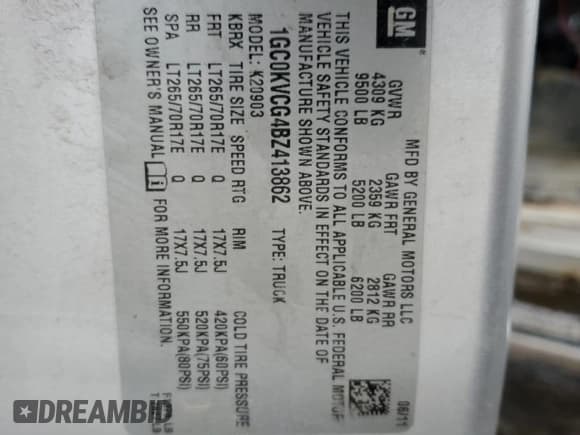 GM
MFD BY GENERAL MOTORS LLC
08/11
GVWR GAWR FRT GAWR RR
4309 KG 2359 KG 2812 KG
9500 LB 5200 LB 6200 LB
THIS VEHICLE CONFORMS TO ALL APPLICABLE U.S. FEDERAL MOTOR
VEHICLE SAFETY STANDARDS IN EFFECT ON THE DATE OF
MANUFACTURE SHOWN ABOVE.
1GC0KVCG4BZ413862 TYPE: TRUCK
MODEL: K20903
KBRX TIRE SIZE SPEED RTG RIM COLD TIRE PRESSURE
FRT LT265/70R17E Q 17X7.5J 420KPA(60PSI)
RR LT265/70R17E Q 17X7.5J 520KPA(75PSI)
SPA LT265/70R17E Q 17X7.5J 550KPA(80PSI)
SEE OWNER'S MANUAL FOR MORE INFORMATION.
DREAMBID